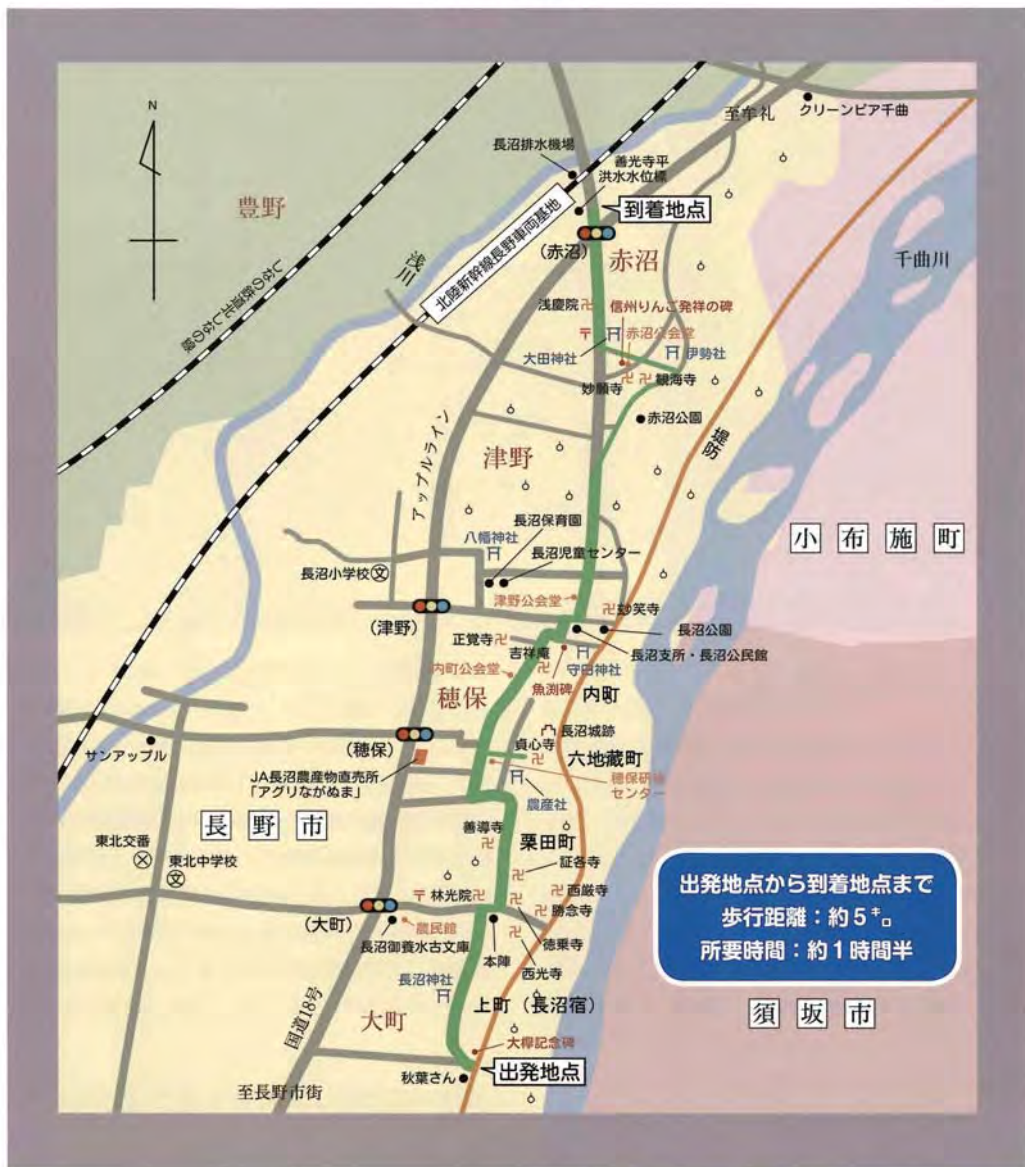 N
至牟礼
クリーンピア千曲
長沼排水機場
善光寺平
洪水水位標
到着地点
豊野
(赤沼)
赤沼
浅川
北陸新幹線長野車両基地
しなの鉄道北しなの線
千曲川
浅慶院
信州りんご発祥の碑
赤沼公会堂
大田神社
伊勢社
妙願寺
観海寺
赤沼公園
アップルライン
堤防
津野
長沼保育園
八幡神社
長沼児童センター
長沼小学校
文
小布施町
津野公会堂
妙笑寺
(津野)
正覚寺
長沼公園
吉祥庵
長沼支所・長沼公民館
守田神社
内町公会堂
魚渕碑
内町
穂保
長沼城跡
(穂保)
貞心寺
サンアップル
六地蔵町
JA長沼農産物直売所
「アグリながぬま」
穂保研修
センター
農産社
長野市
善導寺
栗田町
東北交番
東北中学校
文
証各寺
林光院
西厳寺
勝念寺
(大町)
農民館
長沼御養水古文庫
本陣
徳乗寺
西光寺
長沼神社
上町(長沼宿)
国道18号
大町
大欅記念碑
出発地点
秋葉さん
至長野市街
出発地点から到着地点まで
歩行距離:約5㌔
所要時間:約1時間半
須坂市